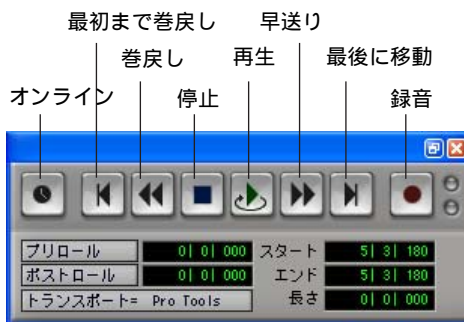 最初まで巻戻し 早送り
巻戻し 再生 最後に移動
オンライン 停止 録音
プリロール 0| 0| 000 スタート 5| 3| 180
ポストロール 0| 0| 000 エンド 5| 3| 180
トランスポート= Pro Tools 長さ 0| 0| 000